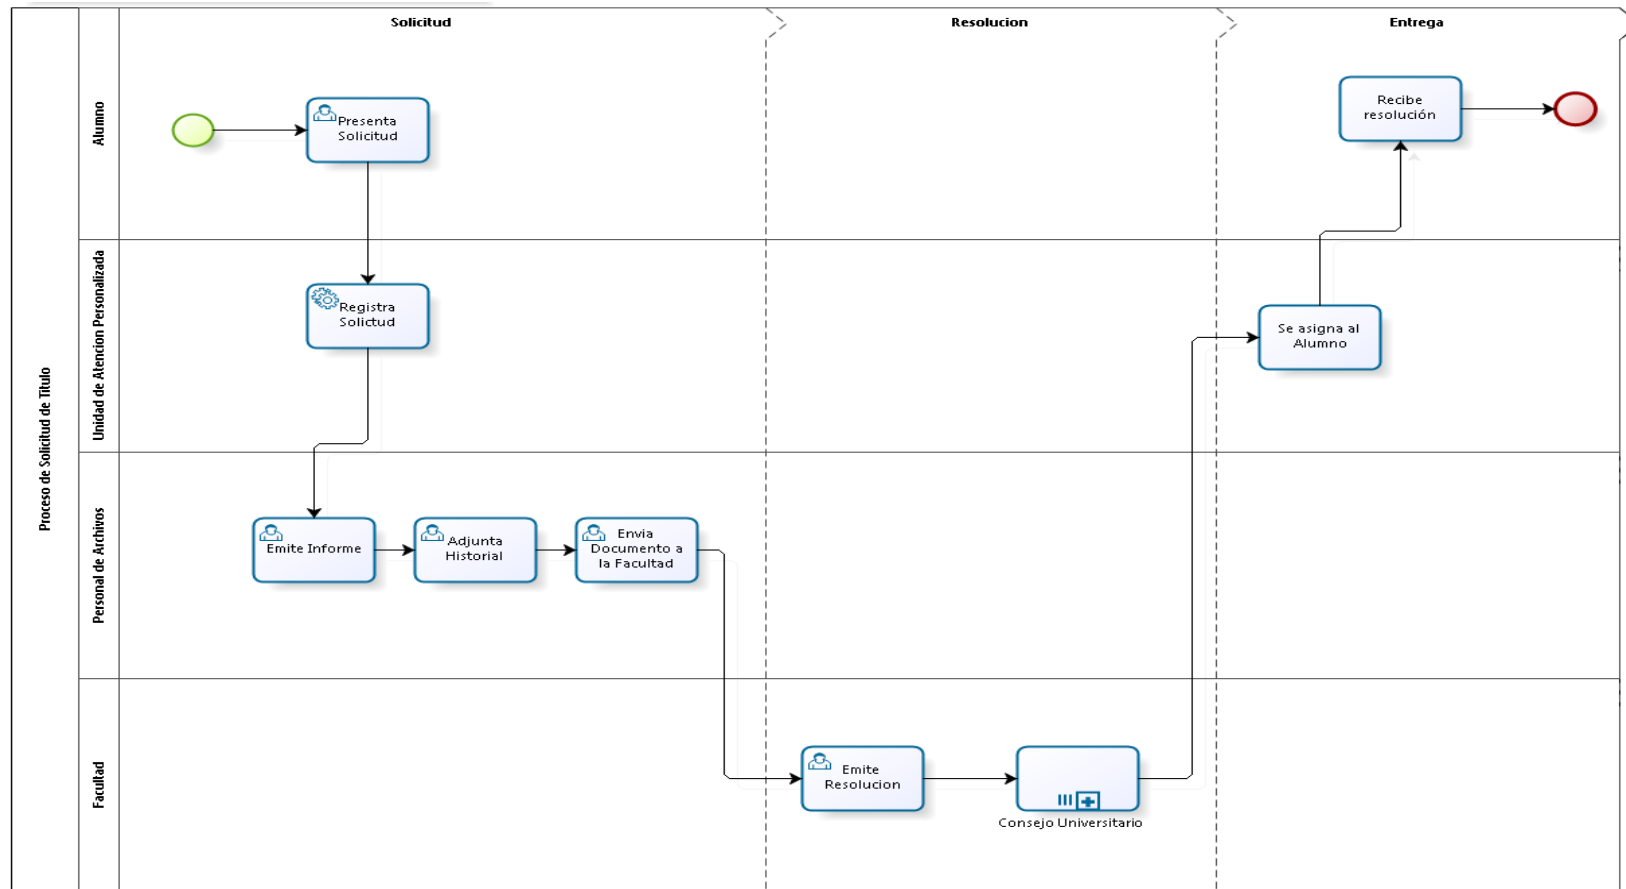 Solicitud
Resolucion
Entrega
Proceso de Solicitud de Titulo
Alumno
Presenta
Solicitud
Recibe
resolución
Unidad de Atencion Personalizada
Registra
Solictud
Se asigna al
Alumno
Personal de Archivos
Emite Informe
Adjunta
Historial
Envia
Documento a
la Facultad
Facultad
Emite
Resolucion
Consejo Universitario